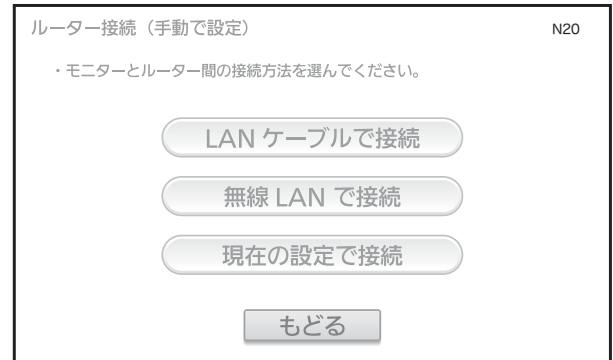 ルーター接続（手動で設定）
N20
・モニターとルーター間の接続方法を選んでください。
LAN ケーブルで接続
無線 LAN で接続
現在の設定で接続
もどる